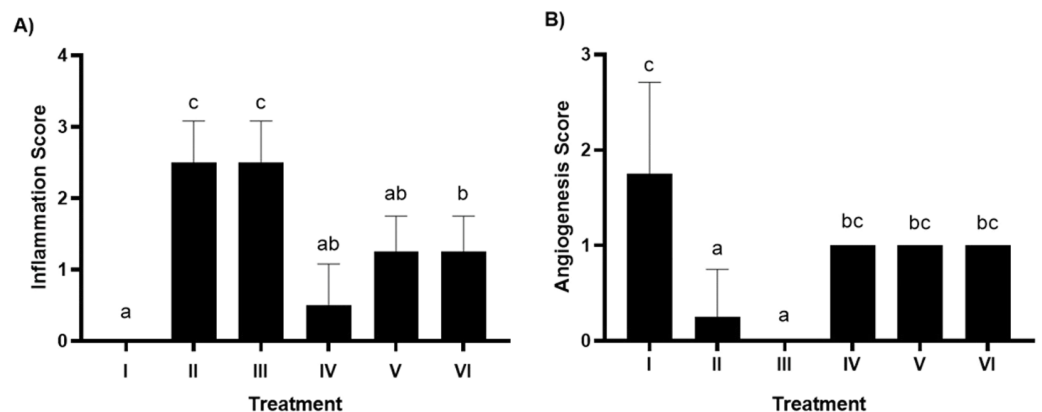 A)
Inflammation Score
4
3
2
1
0
a
c
c
ab
ab
b
I
II
III
IV
V
VI
Treatment
B)
Angiogenesis Score
3
2
1
0
c
a
a
bc
bc
bc
I
II
III
IV
V
VI
Treatment